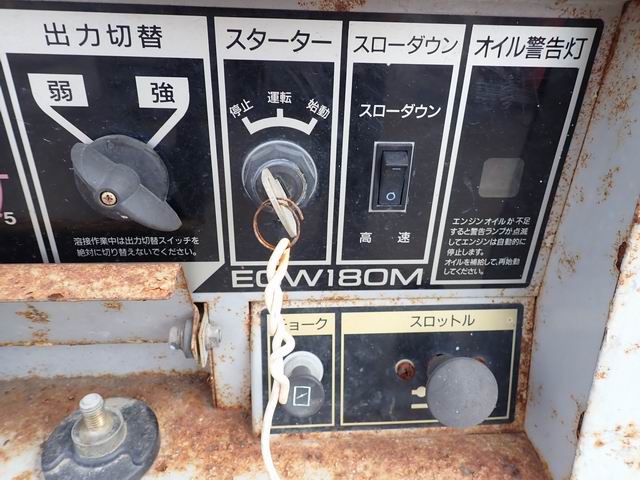 出力切替
弱
強
溶接作業中は出力切替スイッチを
絶対に切り替えないでください。
5
スターター
停止
運転
始動
スローダウン
スローダウン
高速
オイル警告灯
エンジンオイルが不足
すると警告ランプが点滅
してエンジンは自動的に
停止します。
オイルを補給して、再始動
してください。
W180M
ョーク
スロットル